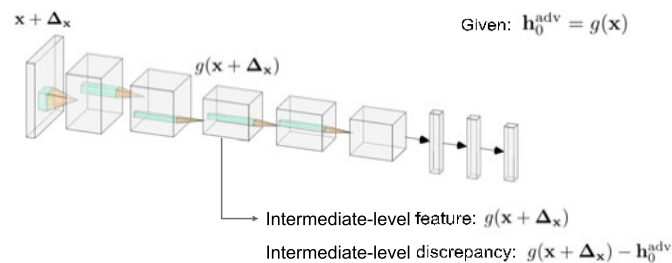 x + Δₓ
Given: h₀ᵃᵈᵛ = g(x)
g(x + Δₓ)
Intermediate-level feature: g(x + Δₓ)
Intermediate-level discrepancy: g(x + Δₓ) − h₀ᵃᵈᵛ